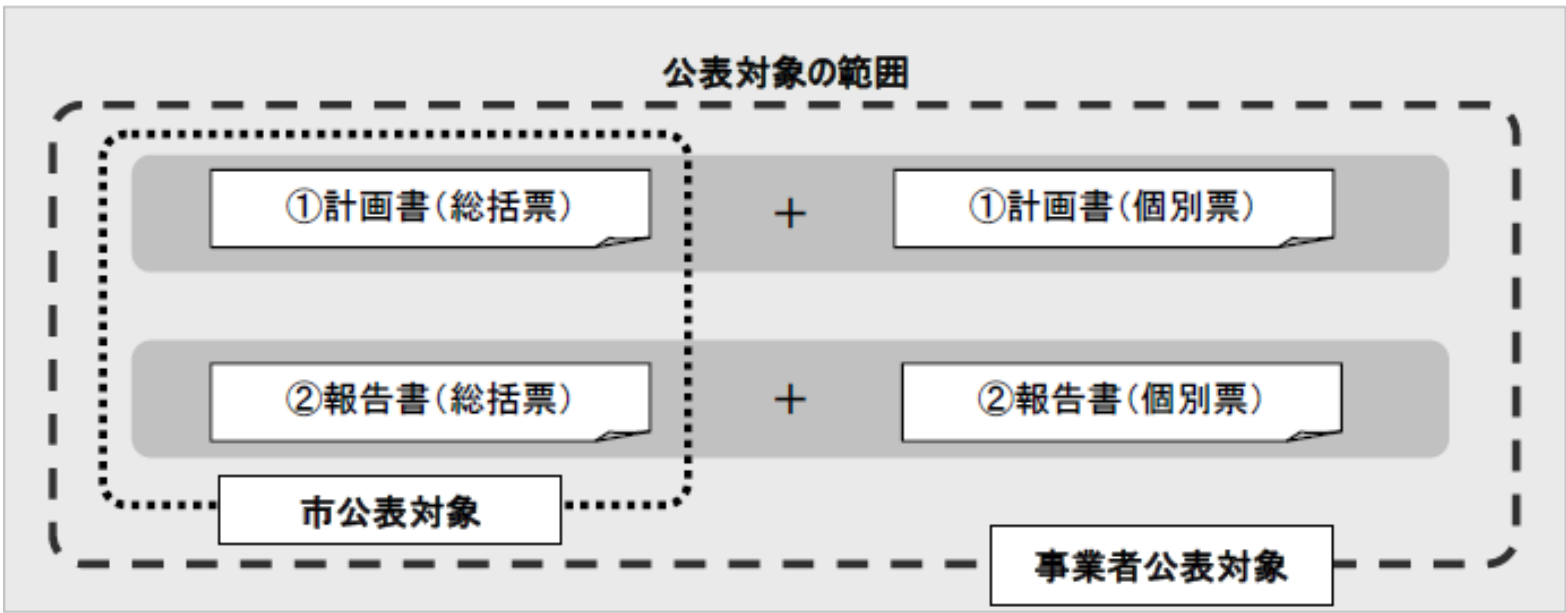 公表対象の範囲
①計画書(総括票) + ①計画書(個別票)
②報告書(総括票) + ②報告書(個別票)
市公表対象
事業者公表対象